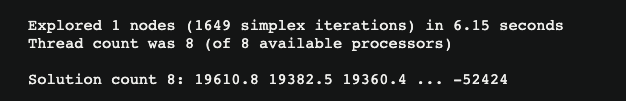 Explored 1 nodes (1649 simplex iterations) in 6.15 seconds
Thread count was 8 (of 8 available processors)
Solution count 8: 19610.8 19382.5 19360.4 ... -52424